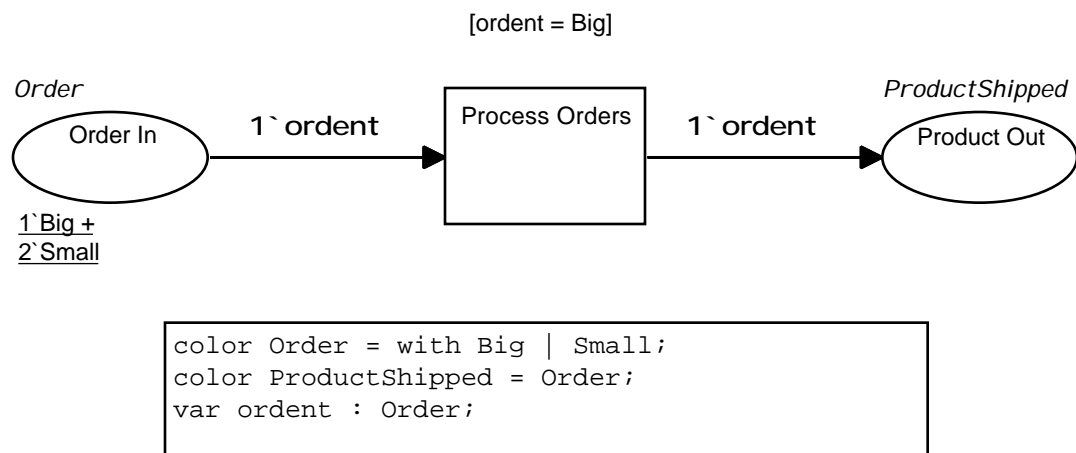 [ordent = Big]
Order
ProductShipped
Order In
1`ordent
Process Orders
1`ordent
Product Out
1`Big +
2`Small
color Order = with Big | Small;
color ProductShipped = Order;
var ordent : Order;